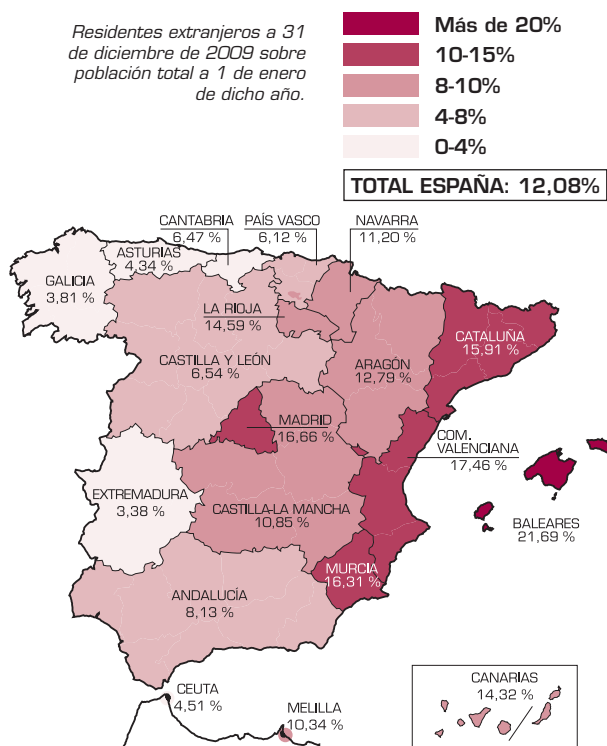 Residentes extranjeros a 31
de diciembre de 2009 sobre
población total a 1 de enero
de dicho año.
Más de 20%
10-15%
8-10%
4-8%
0-4%
TOTAL ESPAÑA: 12,08%
CANTABRIA
6,47 %
PAÍS VASCO
6,12 %
NAVARRA
11,20 %
ASTURIAS
4,34 %
GALICIA
3,81 %
LA RIOJA
14,59 %
CATALUÑA
15,91 %
CASTILLA Y LEÓN
6,54 %
ARAGÓN
12,79 %
MADRID
16,66 %
COM.
VALENCIANA
17,46 %
EXTREMADURA
3,38 %
CASTILLA-LA MANCHA
10,85 %
BALEARES
21,69 %
MURCIA
16,31 %
ANDALUCÍA
8,13 %
CEUTA
4,51 %
MELILLA
10,34 %
CANARIAS
14,32 %